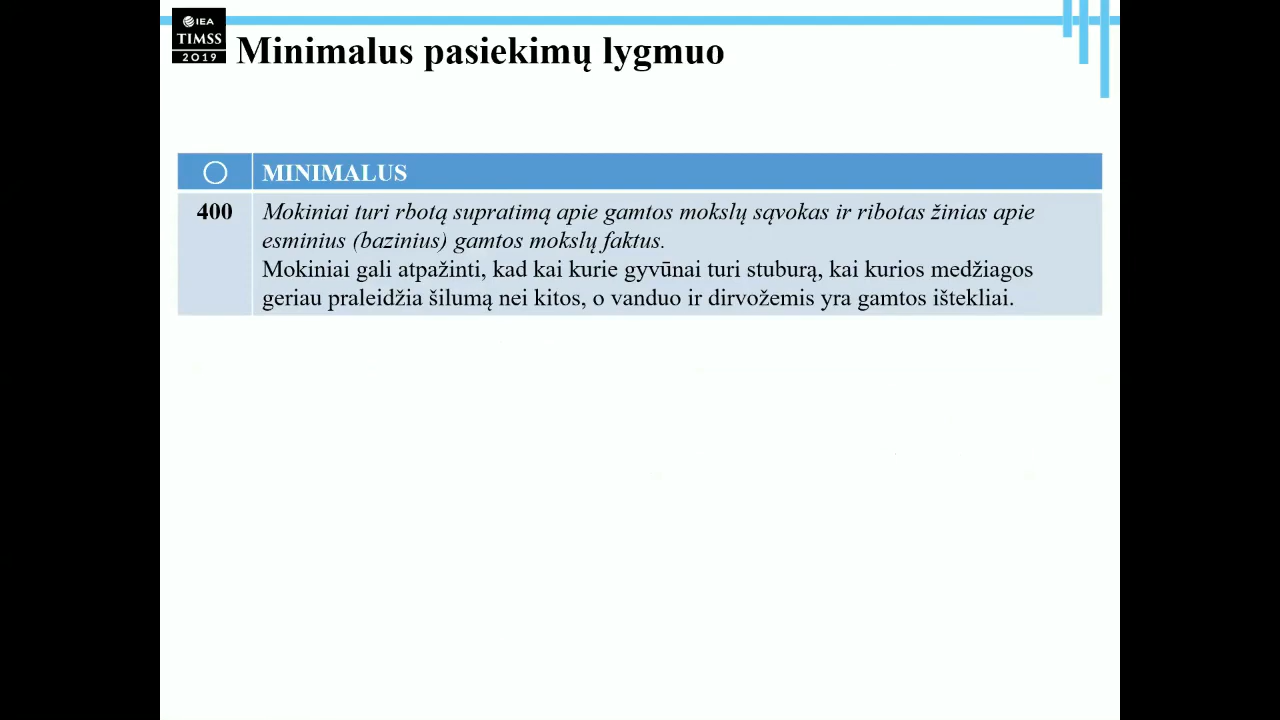 IEA
TIMSS
2019
Minimalus pasiekimų lygmuo
MINIMALUS
400
Mokiniai turi rbotą supratimą apie gamtos mokslų sąvokas ir ribotas žinias apie
esminius (bazinius) gamtos mokslų faktus.
Mokiniai gali atpažinti, kad kai kurie gyvūnai turi stuburą, kai kurios medžiagos
geriau praleidžia šilumą nei kitos, o vanduo ir dirvožemis yra gamtos ištekliai.